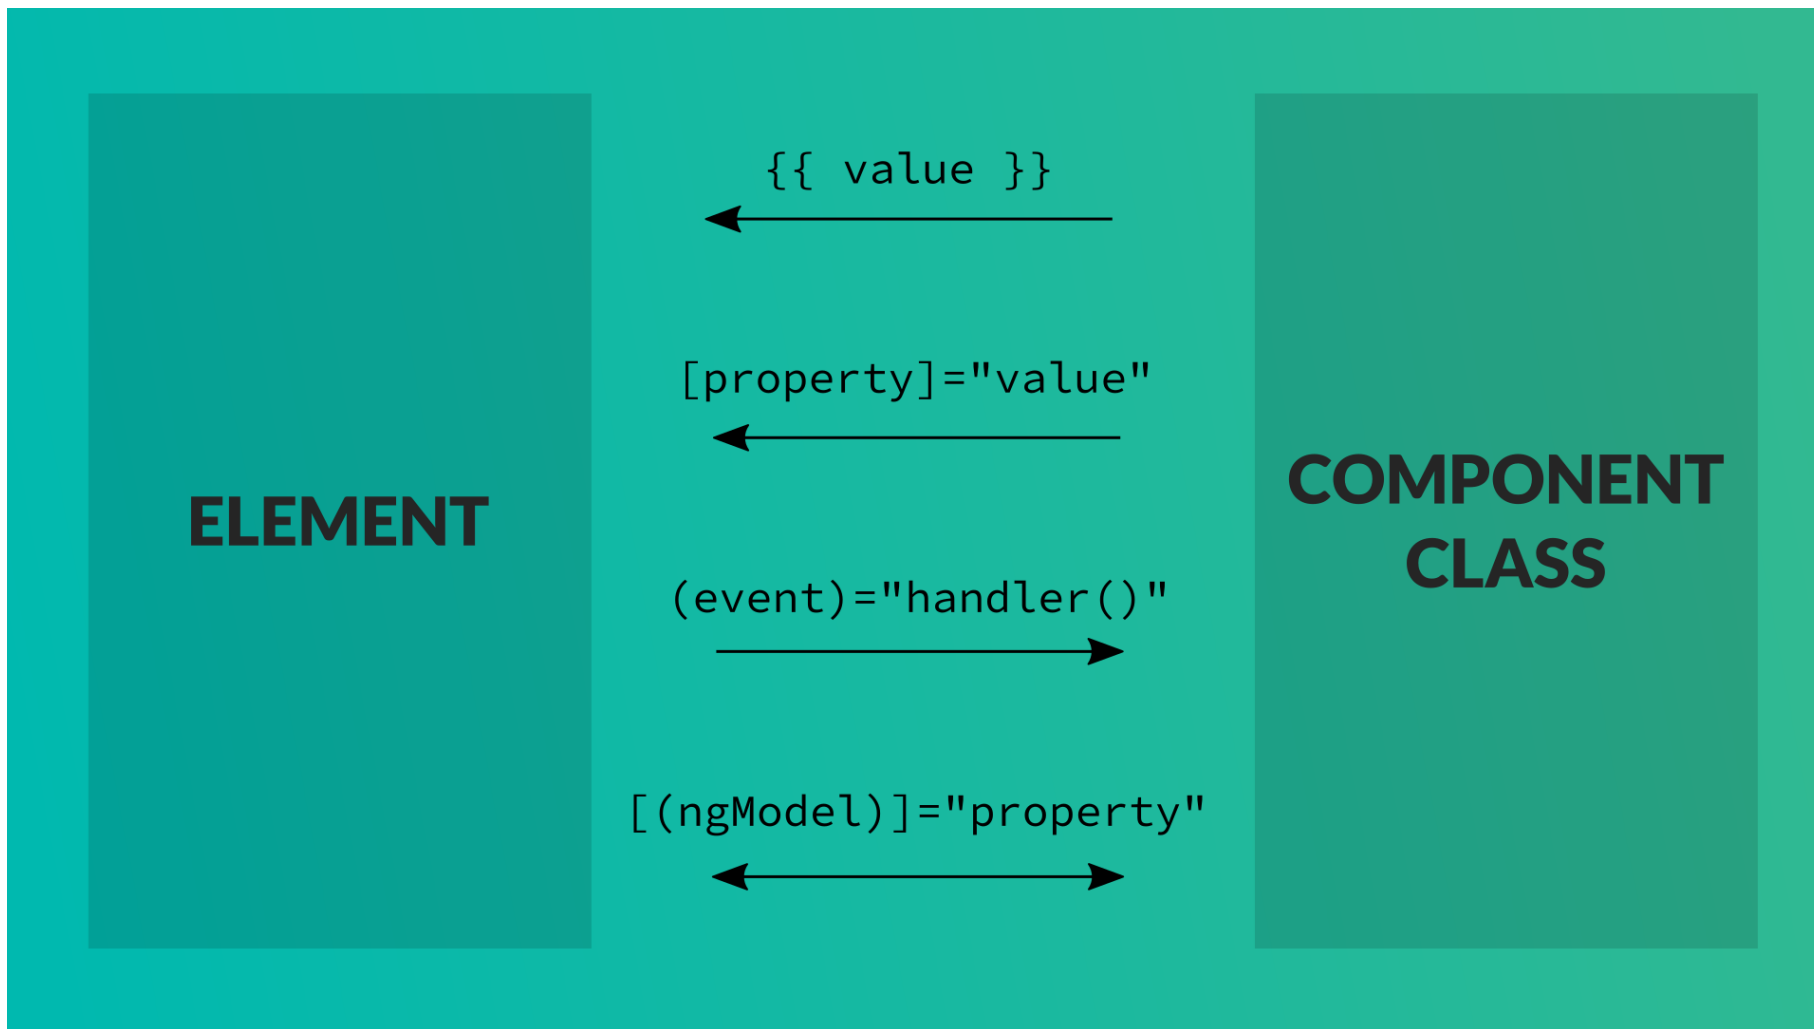 {{ value }}
[property]="value"
ELEMENT
(event)="handler()"
[(ngModel)]="property"
COMPONENT
CLASS